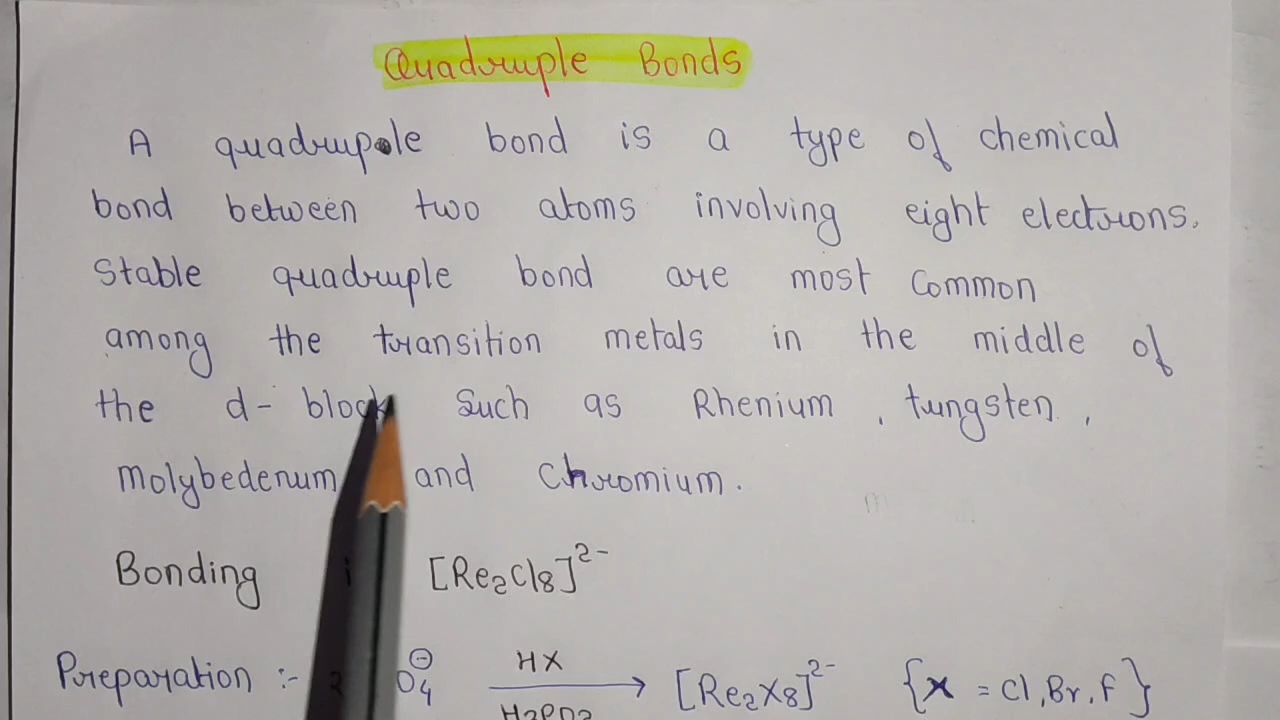 Quadruple Bonds
A quadrupole bond is a type of chemical
bond between two atoms involving eight electrons.
Stable quadruple bond are most Common
among the transition metals in the middle of
the d- block Such as Rhenium , tungsten ,
Molybedenum and Chromium.
Bonding [Re₂Cl₈]²⁻
Preparation :- O₄⊖ HX → [Re₂X₈]²⁻ {X = Cl, Br, F}